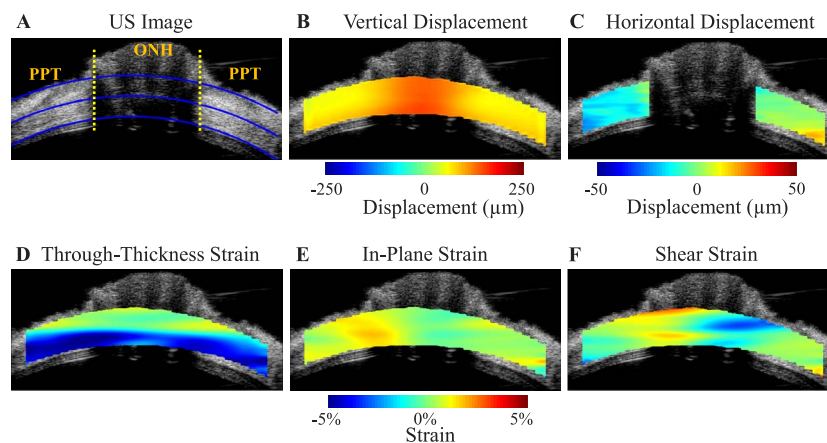 A US Image
PPT ONH PPT
B Vertical Displacement
-250 0 250
Displacement (µm)
C Horizontal Displacement
-50 0 50
Displacement (µm)
D Through-Thickness Strain
E In-Plane Strain
F Shear Strain
-5% 0% 5%
Strain